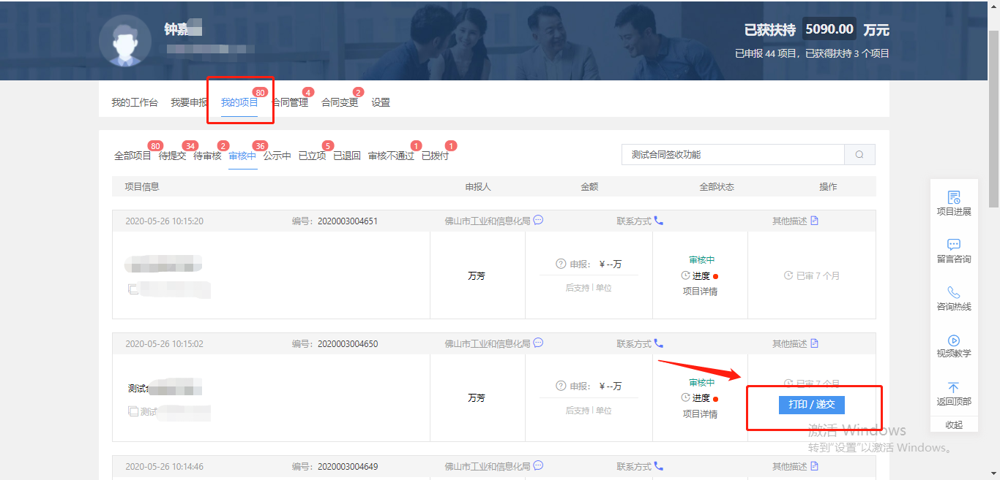 钟嘉
已获扶持 5090.00 万元
已申报 44 项目，已获得扶持 3 个项目
我的工作台 我要申报 我的项目 80 合同管理 4 合同变更 2 设置
全部项目 80 待提交 34 待审核 2 审核中 36 公示中 已立项 5 已退回 审核不通过 1 已拨付 1
测试合同签收功能
项目信息 申报人 金额 全部状态 操作
2020-05-26 10:15:20 编号: 2020003004651 佛山市工业和信息化局 联系方式 其他描述
万芳
申报: ¥ --万
后支持 | 单位
审核中
进度
项目详情
已审 7 个月
2020-05-26 10:15:02 编号: 2020003004650 佛山市工业和信息化局 联系方式 其他描述
测试
测试
万芳
申报: ¥ --万
后支持 | 单位
审核中
进度
项目详情
已审 7 个月
打印 / 递交
2020-05-26 10:14:46 编号: 2020003004649 佛山市工业和信息化局 联系方式 其他描述
项目进展
留言咨询
咨询热线
视频教学
返回顶部
收起
激活 Windows
转到"设置"以激活 Windows。